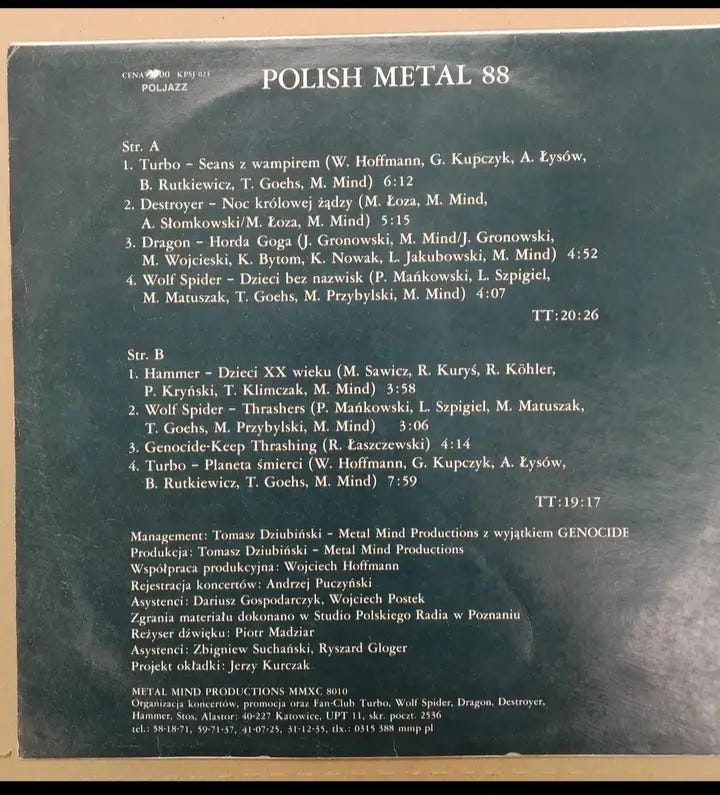 CENA 00 KPSJ 023
POLJAZZ
POLISH METAL 88
Str. A
1. Turbo – Seans z wampirem (W. Hoffmann, G. Kupczyk, A. Łysów,
B. Rutkiewicz, T. Goehs, M. Mind) 6:12
2. Destroyer – Noc królowej żądzy (M. Łoza, M. Mind,
A. Słomkowski/M. Łoza, M. Mind) 5:15
3. Dragon – Horda Goga (J. Gronowski, M. Mind/J. Gronowski,
M. Wojcieski, K. Bytom, K. Nowak, L. Jakubowski, M. Mind) 4:52
4. Wolf Spider – Dzieci bez nazwisk (P. Mańkowski, L. Szpigiel,
M. Matuszak, T. Goehs, M. Przybylski, M. Mind) 4:07
TT:20:26
Str. B
1. Hammer – Dzieci XX wieku (M. Sawicz, R. Kuryś, R. Köhler,
P. Kryński, T. Klimczak, M. Mind) 3:58
2. Wolf Spider – Thrashers (P. Mańkowski, L. Szpigiel, M. Matuszak,
T. Goehs, M. Przybylski, M. Mind) 3:06
3. Genocide-Keep Thrashing (R. Łaszczewski) 4:14
4. Turbo – Planeta śmierci (W. Hoffmann, G. Kupczyk, A. Łysów,
B. Rutkiewicz, T. Goehs, M. Mind) 7:59
TT:19:17
Management: Tomasz Dziubiński – Metal Mind Productions z wyjątkiem GENOCIDE
Produkcja: Tomasz Dziubiński – Metal Mind Productions
Współpraca produkcyjna: Wojciech Hoffmann
Rejestracja koncertów: Andrzej Puczyński
Asystenci: Dariusz Gospodarczyk, Wojciech Postek
Zgrania materiału dokonano w Studio Polskiego Radia w Poznaniu
Reżyser dźwięku: Piotr Madziar
Asystenci: Zbigniew Suchański, Ryszard Gloger
Projekt okładki: Jerzy Kurczak
METAL MIND PRODUCTIONS MMXC 8010
Organizacja koncertów, promocja oraz Fan-Club Turbo, Wolf Spider, Dragon, Destroyer,
Hammer, Stos, Alastor: 40-227 Katowice, UPT 11, skr. poczt. 2536
tel.: 58-18-71, 59-71-37, 41-07-25, 31-12-35, tlx.: 0315 388 mmp pl